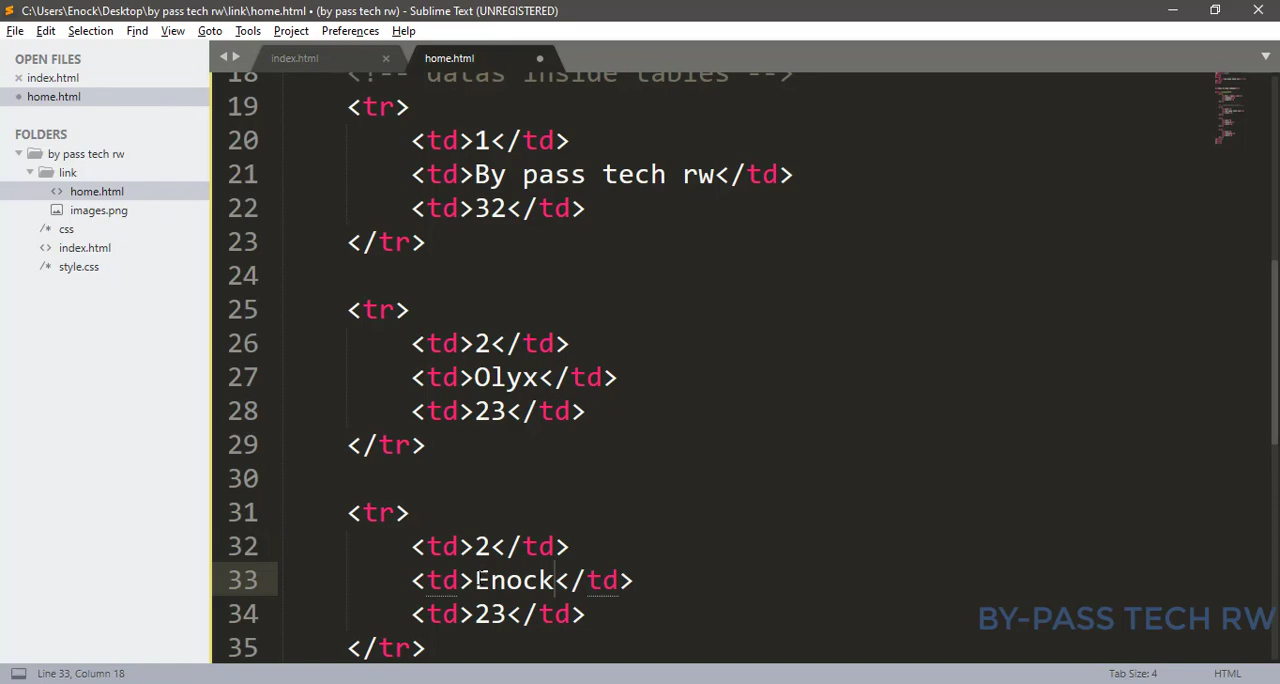 C:\Users\Enock\Desktop\by pass tech rw\link\home.html • (by pass tech rw) - Sublime Text (UNREGISTERED)
File Edit Selection Find View Goto Tools Project Preferences Help
OPEN FILES
index.html
home.html
FOLDERS
by pass tech rw
link
home.html
images.png
css
index.html
style.css
index.html
home.html
18 <!-- datas inside tables -->
19 <tr>
20 <td>1</td>
21 <td>By pass tech rw</td>
22 <td>32</td>
23 </tr>
24
25 <tr>
26 <td>2</td>
27 <td>Olyx</td>
28 <td>23</td>
29 </tr>
30
31 <tr>
32 <td>2</td>
33 <td>Enock</td>
34 <td>23</td>
35 </tr>
BY-PASS TECH RW
Line 33, Column 18
Tab Size: 4
HTML